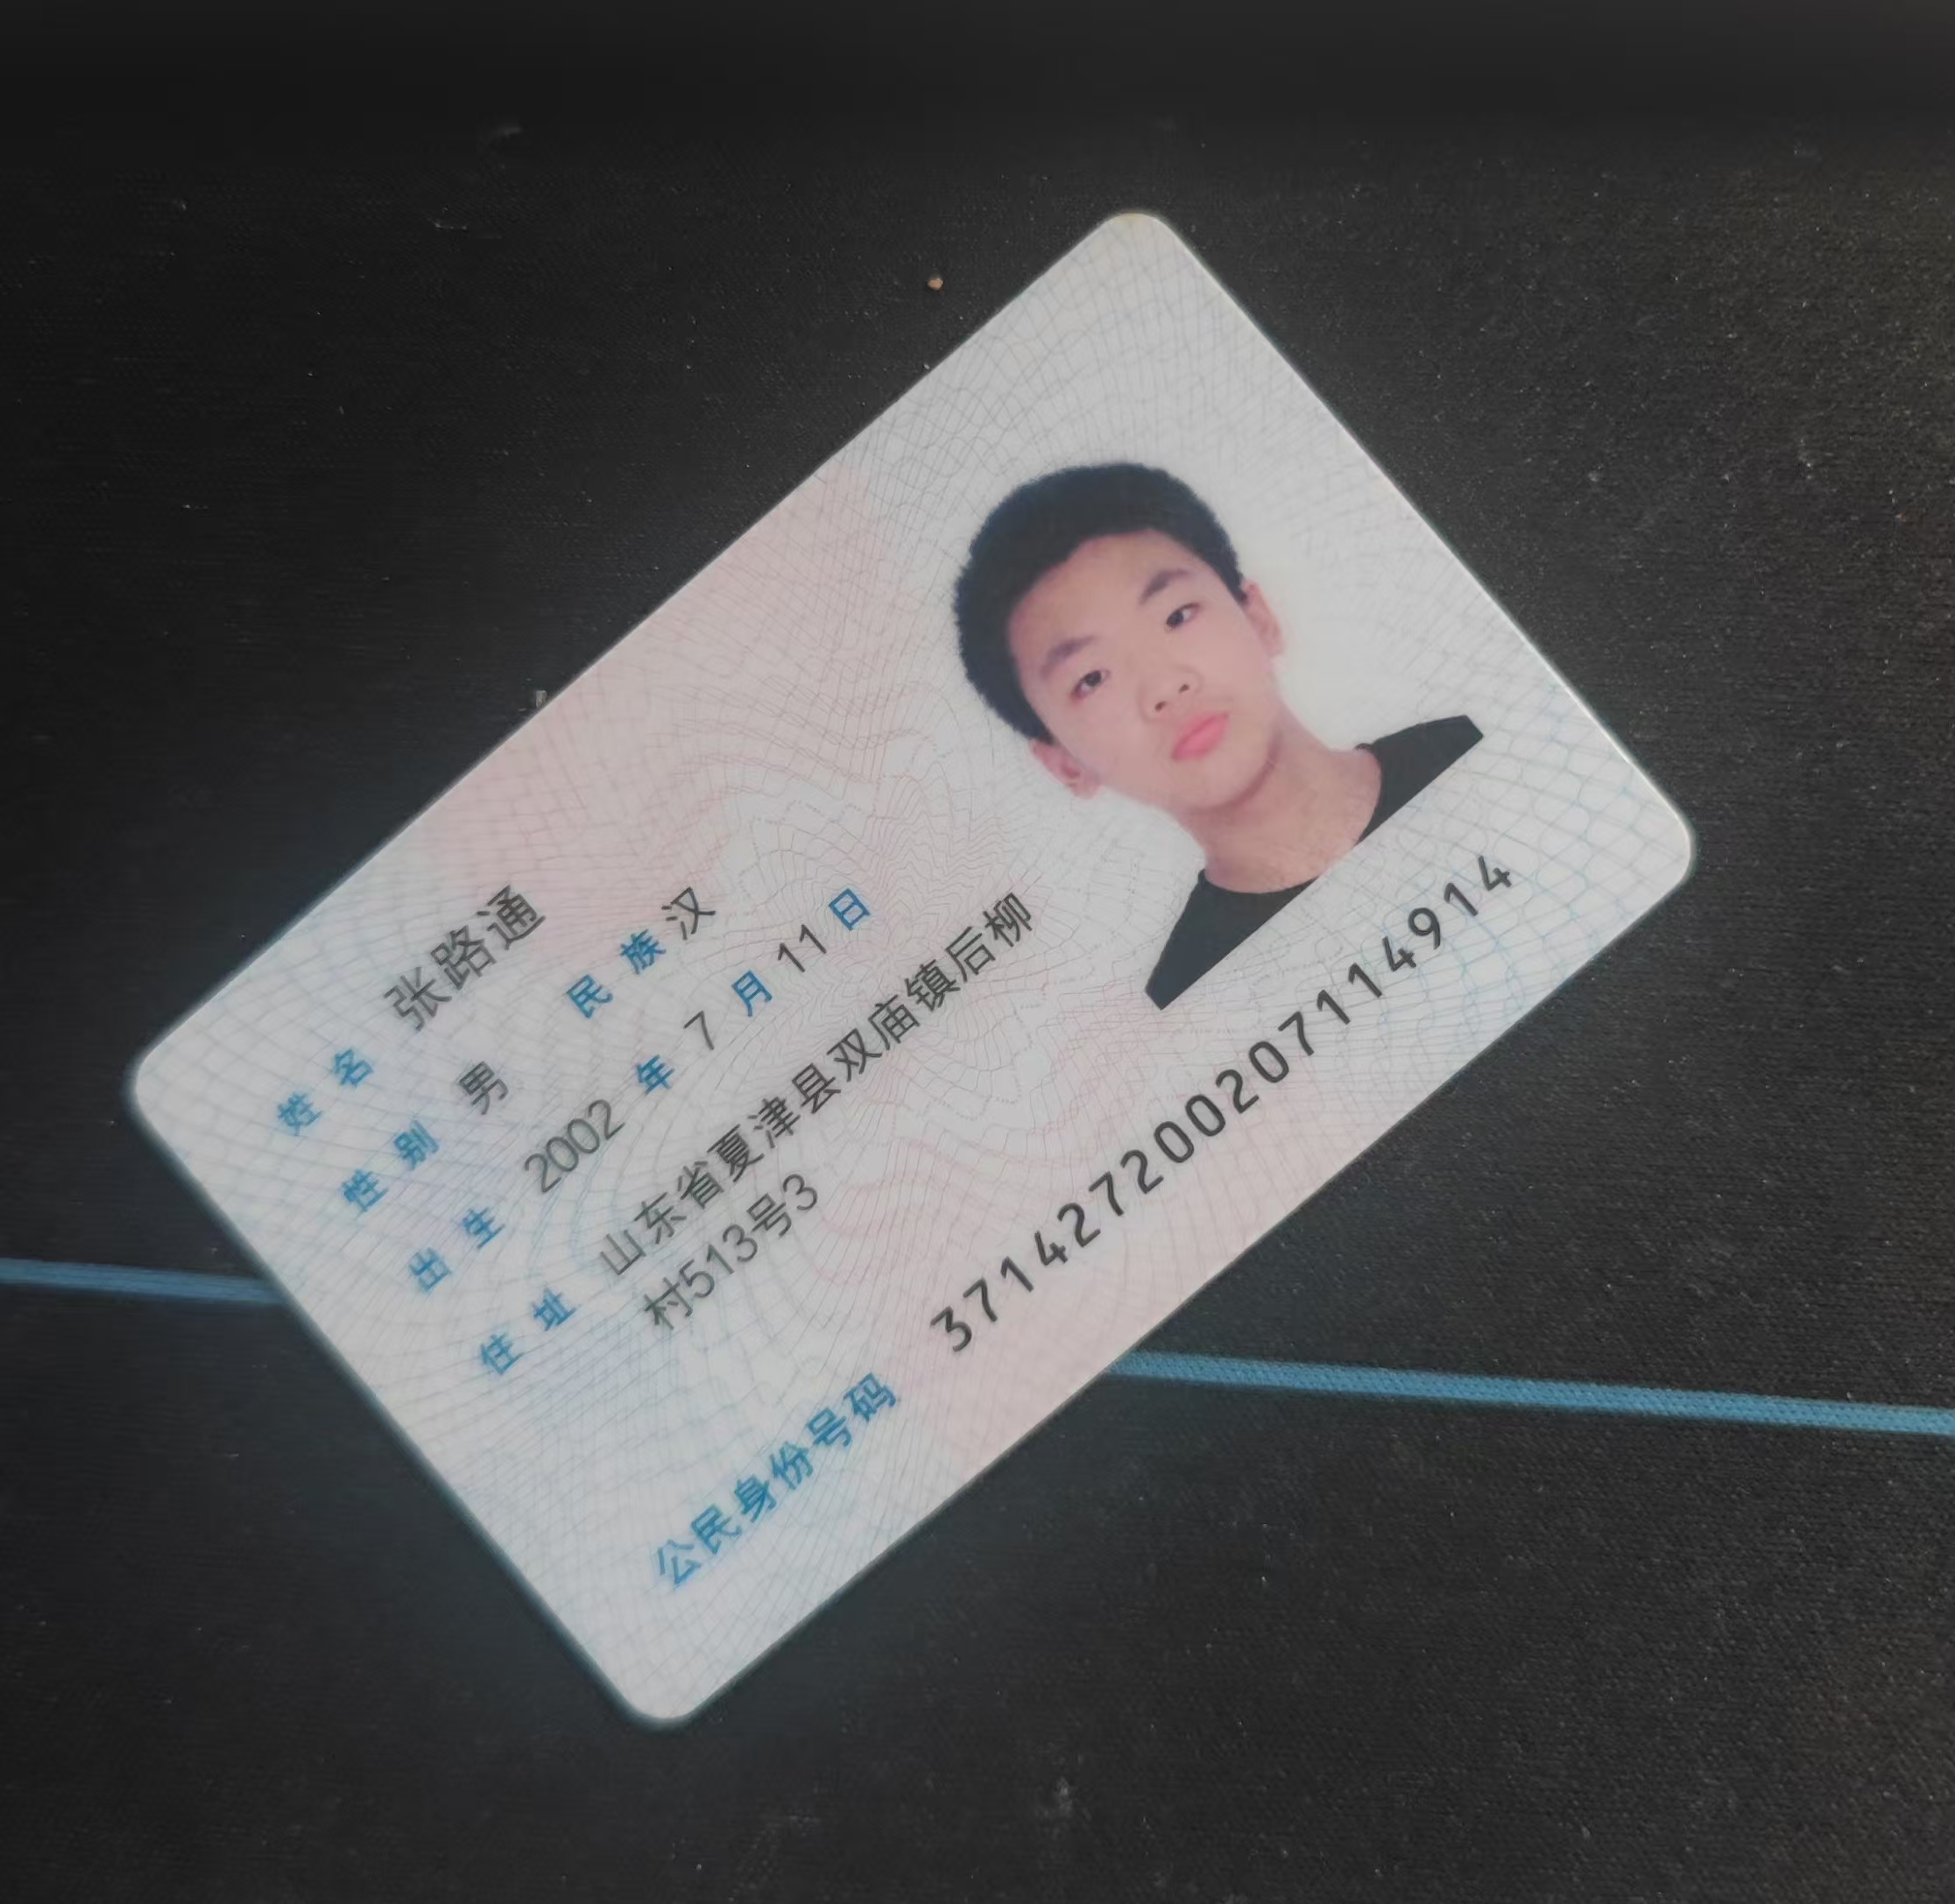 姓名 张路通
性别 男 民族 汉
出生 2002 年 7 月 11 日
住址 山东省夏津县双庙镇后柳
村513号3
公民身份号码 371427200207114914